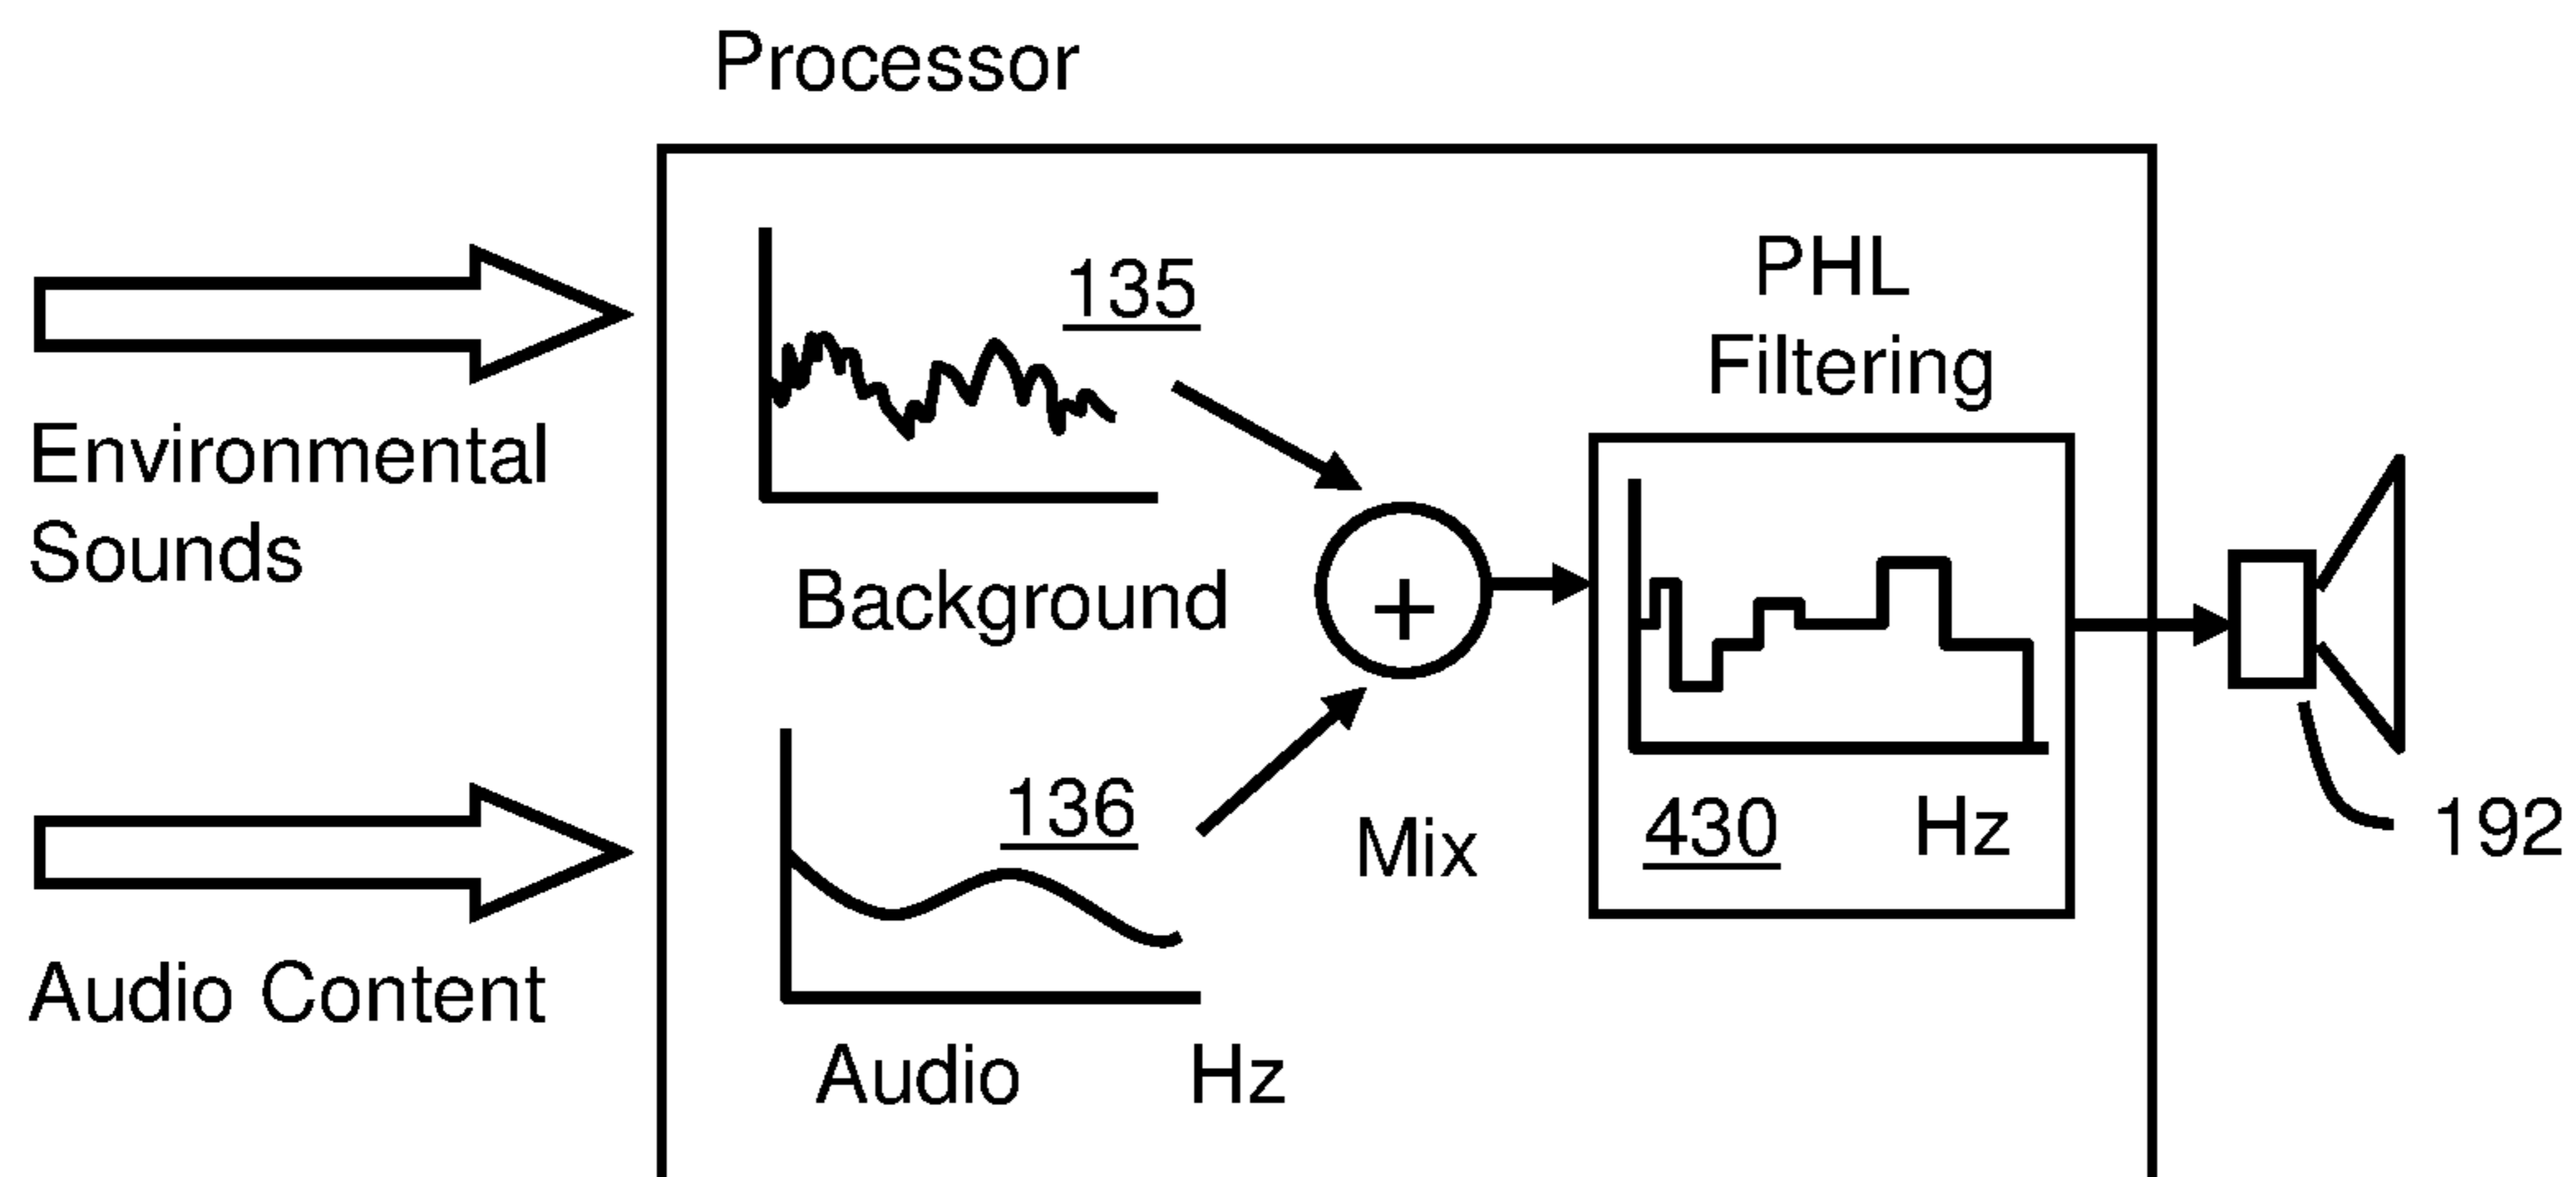 Processor
135
PHL
Filtering
Environmental
Sounds
Background
+
136
Mix
430 Hz
192
Audio Content
Audio Hz